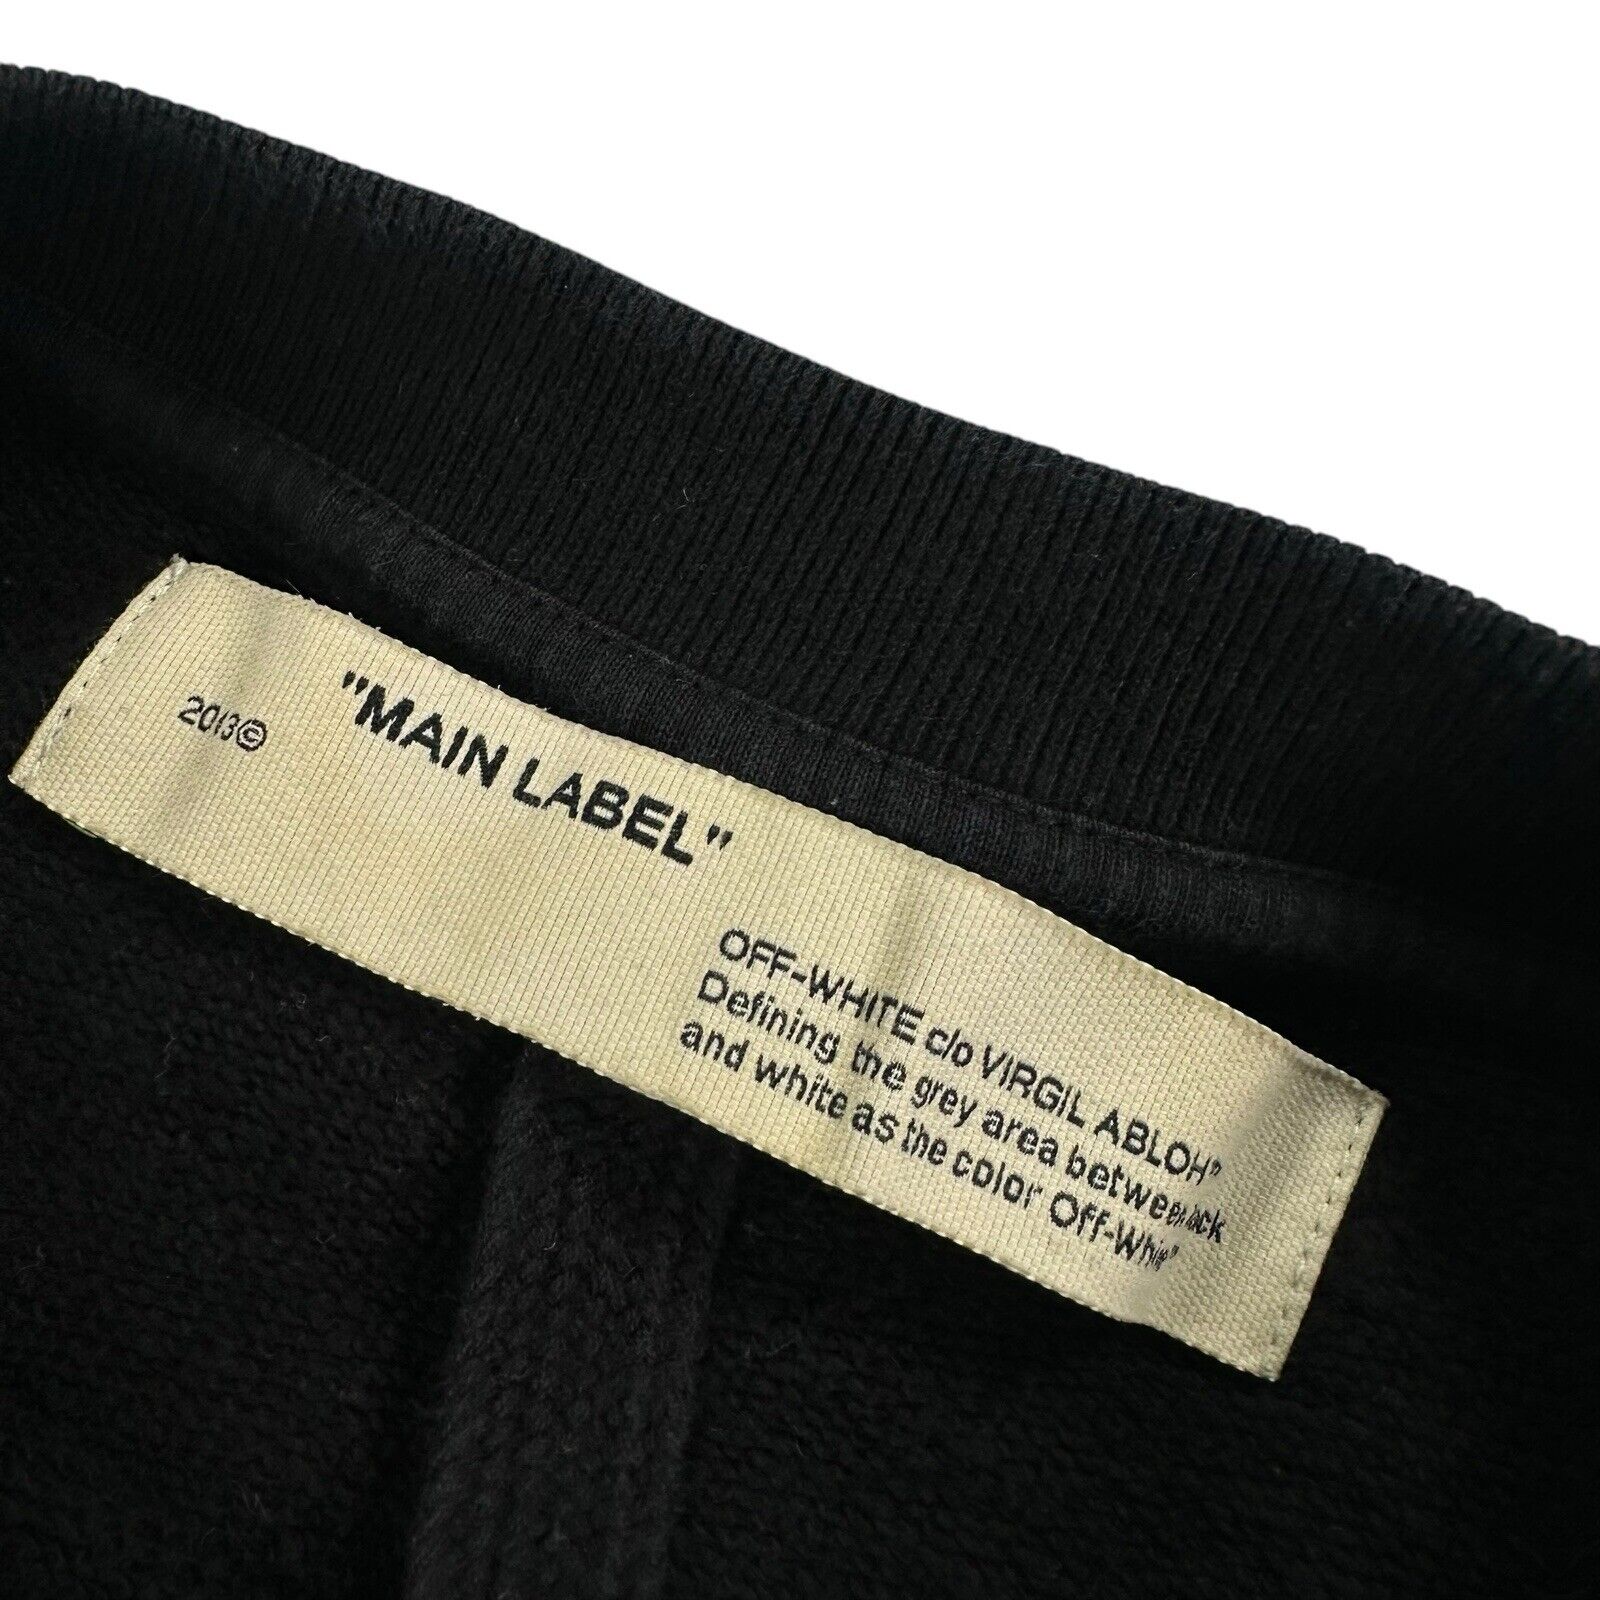 2013©
"MAIN LABEL"
OFF-WHITE c/o VIRGIL ABLOH"
Defining the grey area between black
and white as the color Off-White"